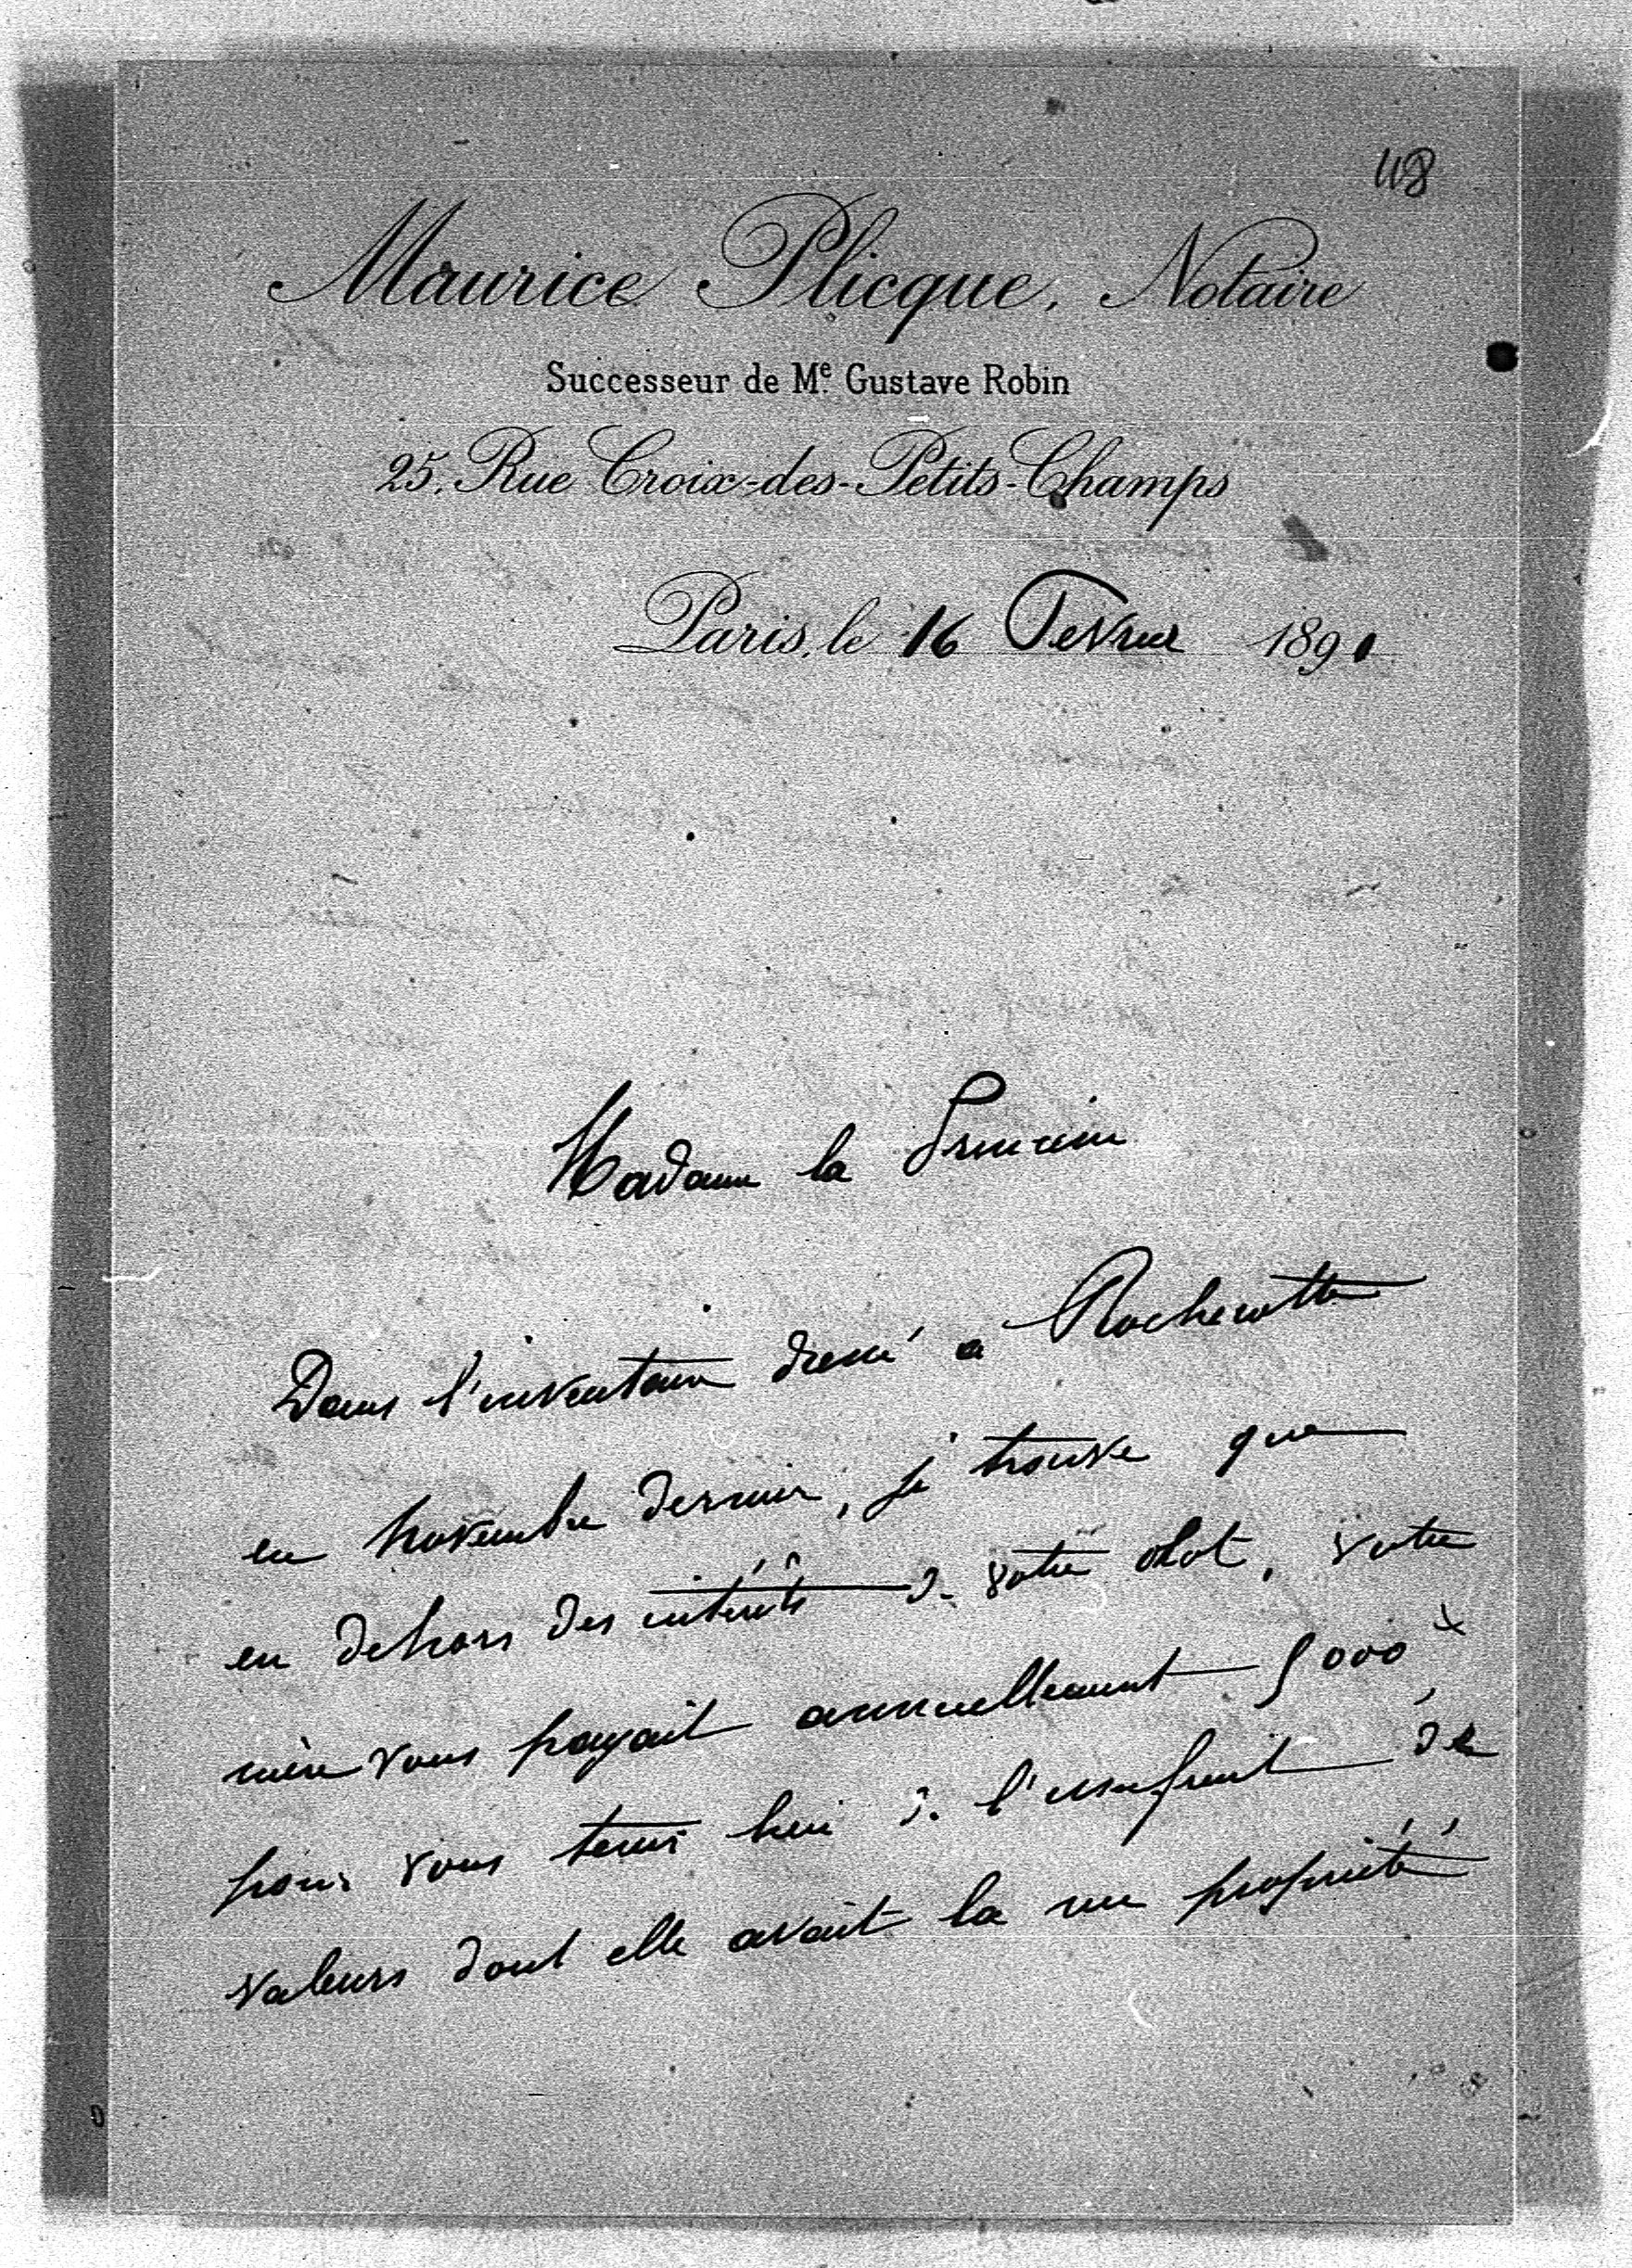 118
Maurice Plicque, Notaire
Successeur de Me. Gustave Robin
25, Rue Croix-des-Petits-Champs
Paris, le 16 Fevrier 1891
Madame la Princesse
Dans l'inventaire dressé à Rochecotte
en Novembre dernier, je trouve que
en dehors des intérêts de votre dot, votre
mère vous payait annuellement 5000 f
pour vous tenir lieu de l'usufruit de
valeurs dont elle avait la nue propriété